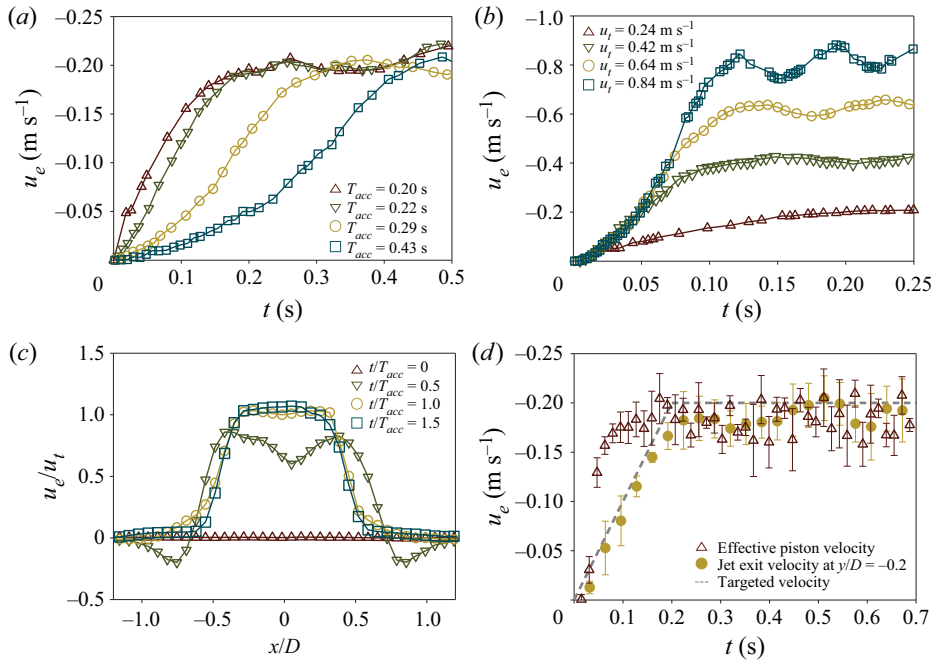 (a)
–0.25
–0.20
–0.15
–0.10
–0.05
0
0.1
0.2
0.3
0.4
0.5
u_e (m s⁻¹)
t (s)
T_acc = 0.20 s
T_acc = 0.22 s
T_acc = 0.29 s
T_acc = 0.43 s
(b)
–1.0
–0.8
–0.6
–0.4
–0.2
0
0.05
0.10
0.15
0.20
0.25
u_e (m s⁻¹)
t (s)
u_t = 0.24 m s⁻¹
u_t = 0.42 m s⁻¹
u_t = 0.64 m s⁻¹
u_t = 0.84 m s⁻¹
(c)
1.5
1.0
0.5
0
–0.5
–1.0
–0.5
0
0.5
1.0
u_e/u_t
x/D
t/T_acc = 0
t/T_acc = 0.5
t/T_acc = 1.0
t/T_acc = 1.5
(d)
–0.25
–0.20
–0.15
–0.10
–0.05
0
0.1
0.2
0.3
0.4
0.5
0.6
0.7
u_e (m s⁻¹)
t (s)
Effective piston velocity
Jet exit velocity at y/D = –0.2
Targeted velocity